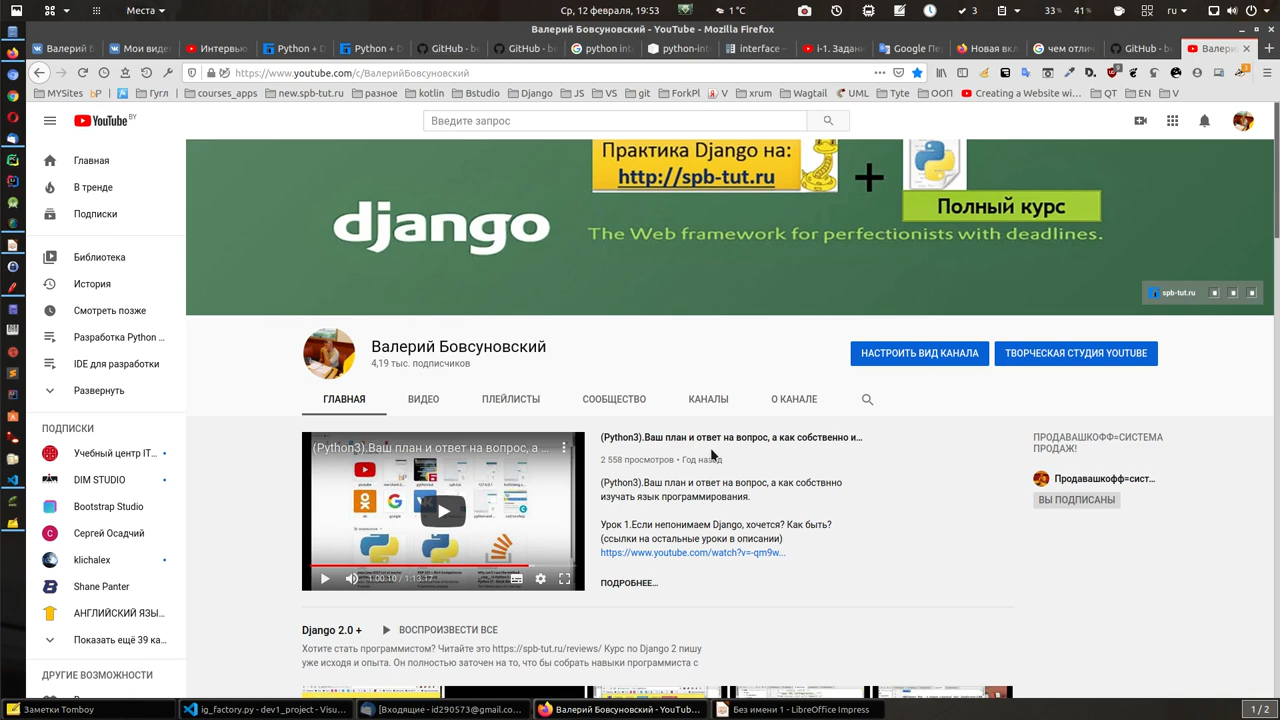 Места
Ср, 12 февраля, 19:53
1°C
3
33 %
41%
ru
Валерий Бовсуновский - YouTube - Mozilla Firefox
Валерий Б
Мои виде
Интервью
Python + D
Python + D
GitHub - be
GitHub - be
python inte
python-int
interface –
i-1. Задани
Google Пе
Новая вкл
чем отлич
GitHub - be
Валери
https://www.youtube.com/c/ВалерийБовсуновский
MYSites
bP
Гугл
courses_apps
new.spb-tut.ru
разное
kotlin
Bstudio
Django
JS
VS
git
ForkPl
V
xrum
Wagtail
UML
Tyte
ООП
Creating a Website wi…
QT
EN
V
YouTube BY
Введите запрос
Главная
В тренде
Подписки
Библиотека
История
Смотреть позже
Разработка Python ...
IDE для разработки
Развернуть
ПОДПИСКИ
Учебный центр IT...
DIM STUDIO
Bootstrap Studio
Сергей Осадчий
klichalex
Shane Panter
АНГЛИЙСКИЙ ЯЗЫ...
Показать ещё 39 ка...
ДРУГИЕ ВОЗМОЖНОСТИ
Практика Django на:
http://spb-tut.ru
+
Полный курс
django
The Web framework for perfectionists with deadlines.
spb-tut.ru
Валерий Бовсуновский
4,19 тыс. подписчиков
НАСТРОИТЬ ВИД КАНАЛА
ТВОРЧЕСКАЯ СТУДИЯ YOUTUBE
ГЛАВНАЯ
ВИДЕО
ПЛЕЙЛИСТЫ
СООБЩЕСТВО
КАНАЛЫ
О КАНАЛЕ
(Python3).Ваш план и ответ на вопрос, а ...
1:00:10 / 1:13:17
(Python3).Ваш план и ответ на вопрос, а как собственно и...
2 558 просмотров • Год назад
(Python3).Ваш план и ответ на вопрос, а как собственно
изучать язык программирования.
Урок 1.Если непонимаем Django, хочется? Как быть?
(ссылки на остальные уроки в описании)
https://www.youtube.com/watch?v=-qm9w...
ПОДРОБНЕЕ…
ПРОДАВАШКОФФ=СИСТЕМА
ПРОДАЖ!
Продавашкофф=сист...
ВЫ ПОДПИСАНЫ
Django 2.0 +
ВОСПРОИЗВЕСТИ ВСЕ
Хотите стать программистом? Читайте это https://spb-tut.ru/reviews/ Курс по Django 2 пишу
уже исходя и опыта. Он полностью заточен на то, что бы собрать навыки программиста с
Заметки Tomboy
ig_factory.py - dev1_project - Visu...
[Входящие - id290573@gmail.co...
Валерий Бовсуновский - YouTub...
Без имени 1 - LibreOffice Impress
1 / 2